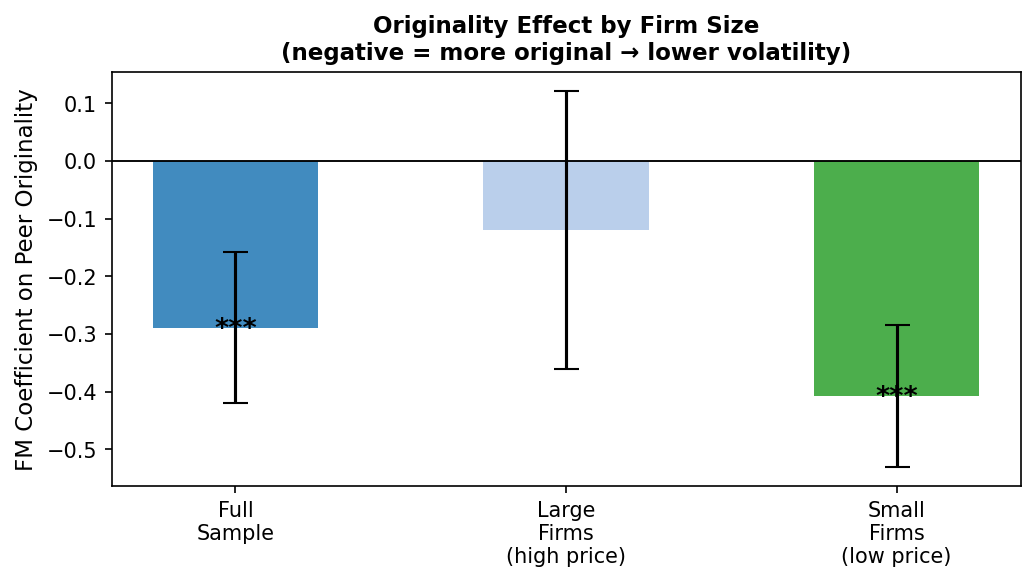 Originality Effect by Firm Size
(negative = more original → lower volatility)
FM Coefficient on Peer Originality
0.1
0.0
−0.1
−0.2
−0.3
−0.4
−0.5
***
***
Full
Sample
Large
Firms
(high price)
Small
Firms
(low price)